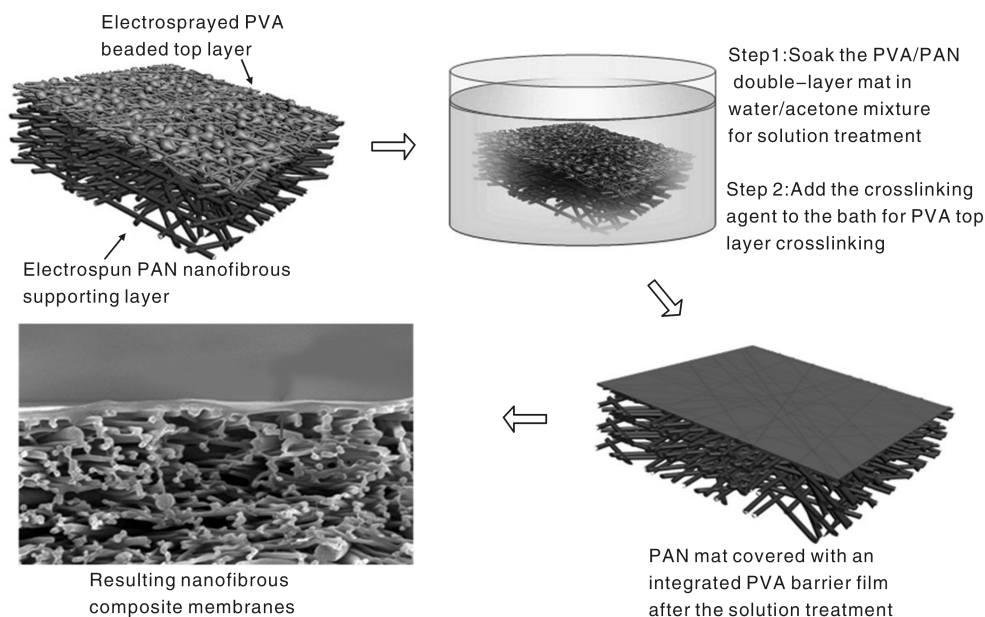 Electrosprayed PVA
beaded top layer
Step1:Soak the PVA/PAN
double-layer mat in
water/acetone mixture
for solution treatment
Step 2:Add the crosslinking
agent to the bath for PVA top
layer crosslinking
Electrospun PAN nanofibrous
supporting layer
PAN mat covered with an
integrated PVA barrier film
after the solution treatment
Resulting nanofibrous
composite membranes